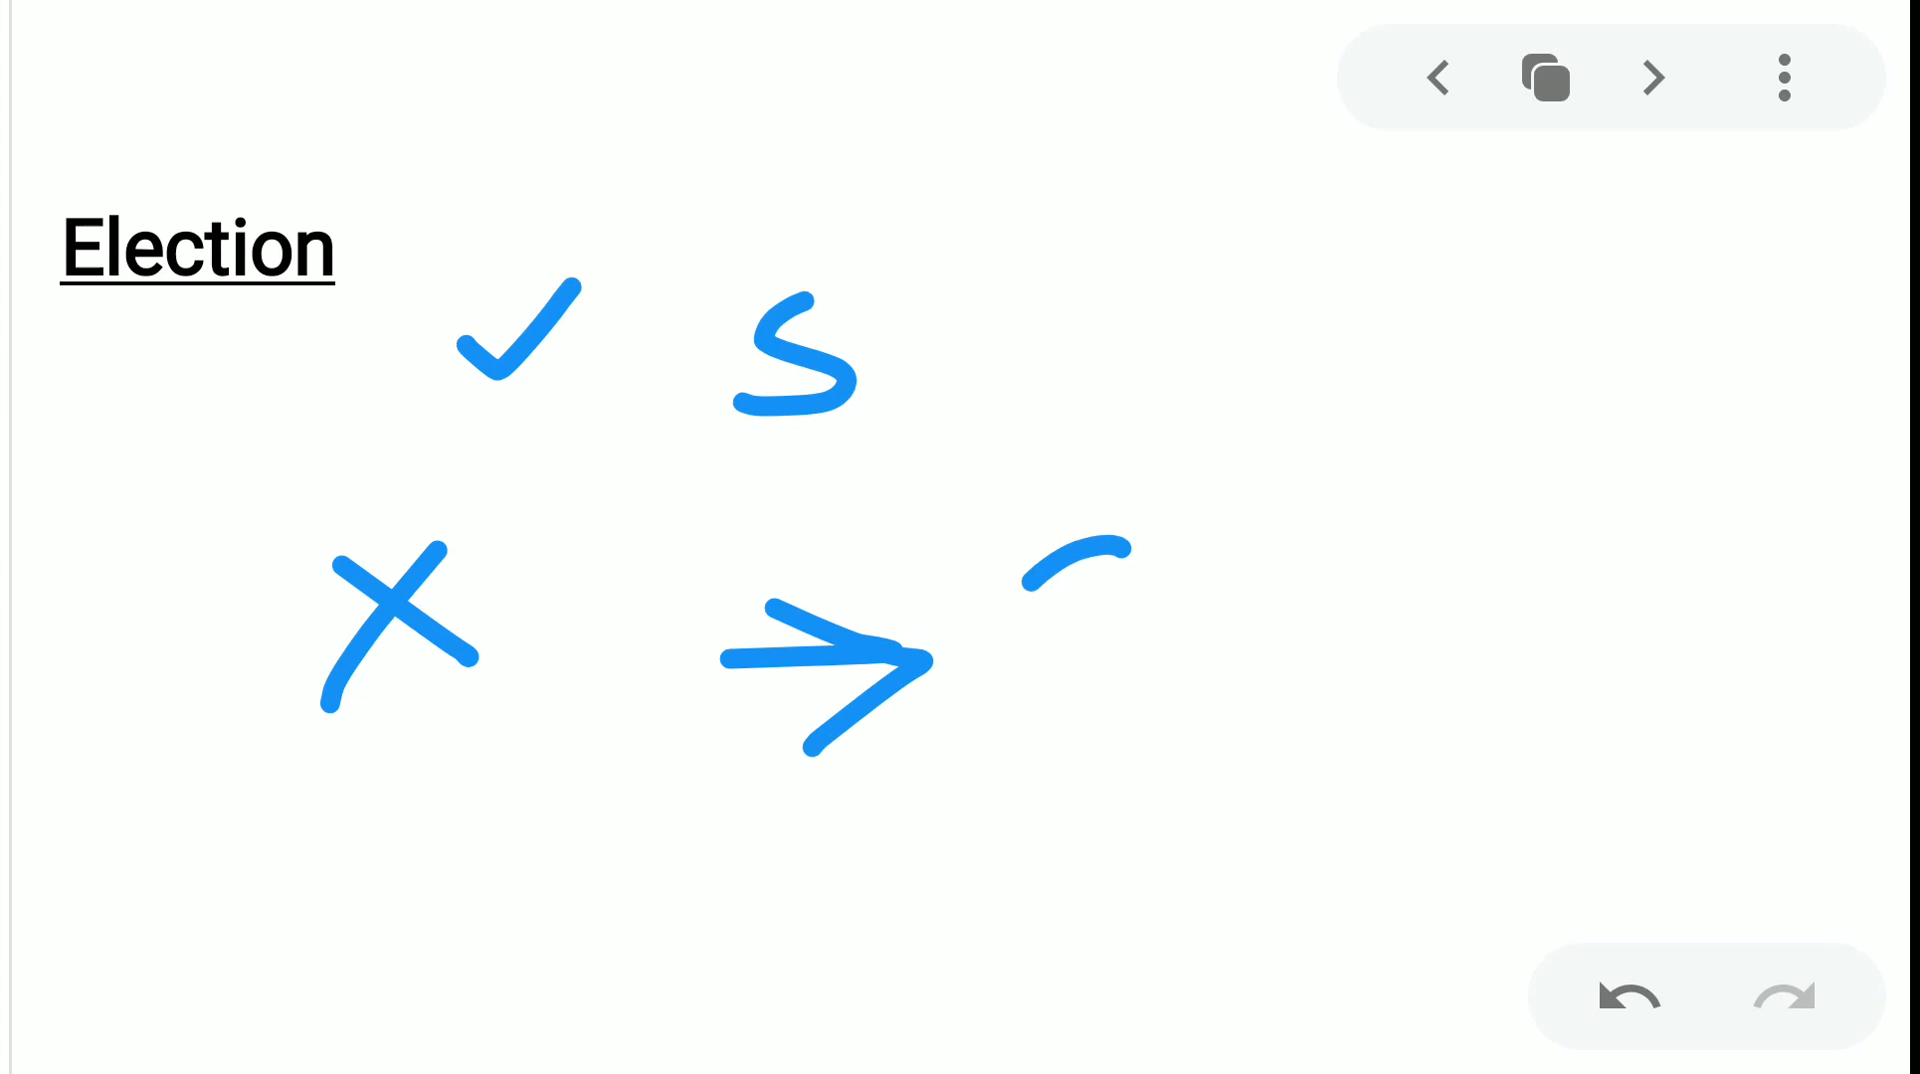 Election
✓ S
✗ →